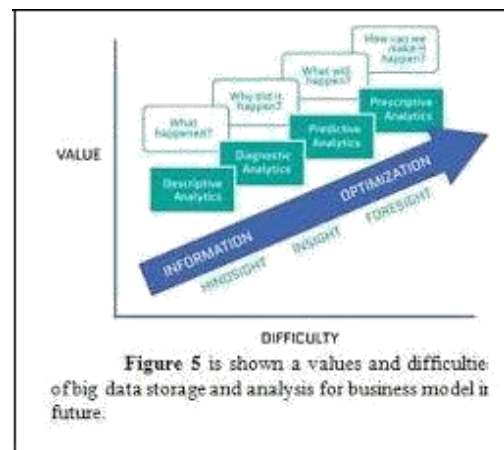 How can we
make it
happen?
What will
happen?
Why did it
happen?
What
happened?
Prescriptive
Analytics
Predictive
Analytics
Diagnostic
Analytics
Descriptive
Analytics
VALUE
INFORMATION
OPTIMIZATION
HINDSIGHT
INSIGHT
FORESIGHT
DIFFICULTY
Figure 5 is shown a values and difficultie
of big data storage and analysis for business model in
future.